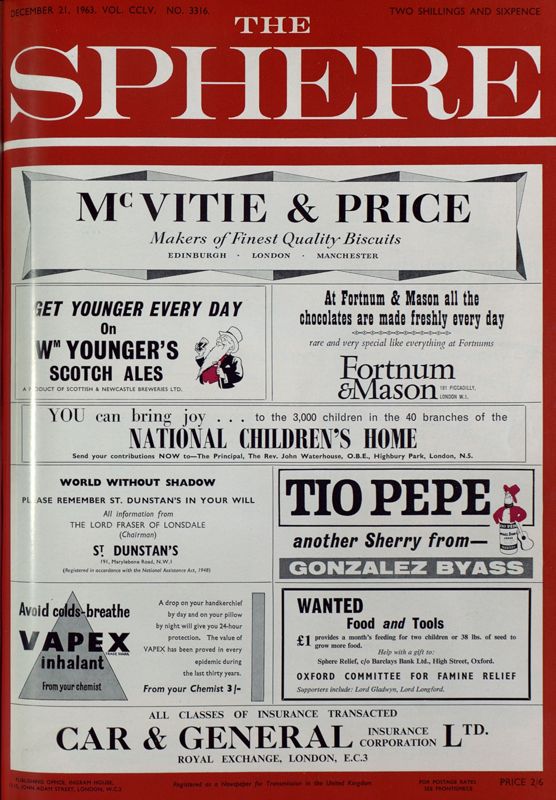 DECEMBER 21, 1963. VOL. CCLV. NO. 3316.
TWO SHILLINGS AND SIXPENCE
THE
SPHERE
Mc VITIE & PRICE
Makers of Finest Quality Biscuits
EDINBURGH · LONDON · MANCHESTER
GET YOUNGER EVERY DAY
On
Wm YOUNGER'S
SCOTCH ALES
A PRODUCT OF SCOTTISH & NEWCASTLE BREWERIES LTD.
At Fortnum & Mason all the
chocolates are made freshly every day
rare and very special like everything at Fortnums
Fortnum
& Mason
181 PICCADILLY,
LONDON W.1.
YOU can bring joy . . . to the 3,000 children in the 40 branches of the
NATIONAL CHILDREN'S HOME
Send your contributions NOW to—The Principal, The Rev. John Waterhouse, O.B.E., Highbury Park, London, N.5.
WORLD WITHOUT SHADOW
PLEASE REMEMBER ST. DUNSTAN'S IN YOUR WILL
All information from
THE LORD FRASER OF LONSDALE
(Chairman)
ST. DUNSTAN'S
191, Marylebone Road, N.W.1
(Registered in accordance with the National Assistance Act, 1948)
TIO PEPE
another Sherry from—
GONZALEZ BYASS
Avoid colds-breathe
VAPEX
TRADE MARK
inhalant
From your chemist
A drop on your handkerchief
by day and on your pillow
by night will give you 24-hour
protection. The value of
VAPEX has been proved in every
epidemic during
the last thirty years.
From your Chemist 3/-
WANTED
Food and Tools
£1 provides a month's feeding for two children or 38 lbs. of seed to
grow more food.
Help with a gift to:
Sphere Relief, c/o Barclays Bank Ltd., High Street, Oxford.
OXFORD COMMITTEE FOR FAMINE RELIEF
Supporters include: Lord Gladwyn, Lord Longford.
ALL CLASSES OF INSURANCE TRANSACTED
CAR & GENERAL INSURANCE CORPORATION LTD.
ROYAL EXCHANGE, LONDON, E.C.3
PUBLISHING OFFICE, INGRAM HOUSE,
JOHN ADAM STREET, LONDON, W.C.2
Registered as a Newspaper for Transmission in the United Kingdom
FOR POSTAGE RATES
SEE FRONTISPIECE
PRICE 2/6